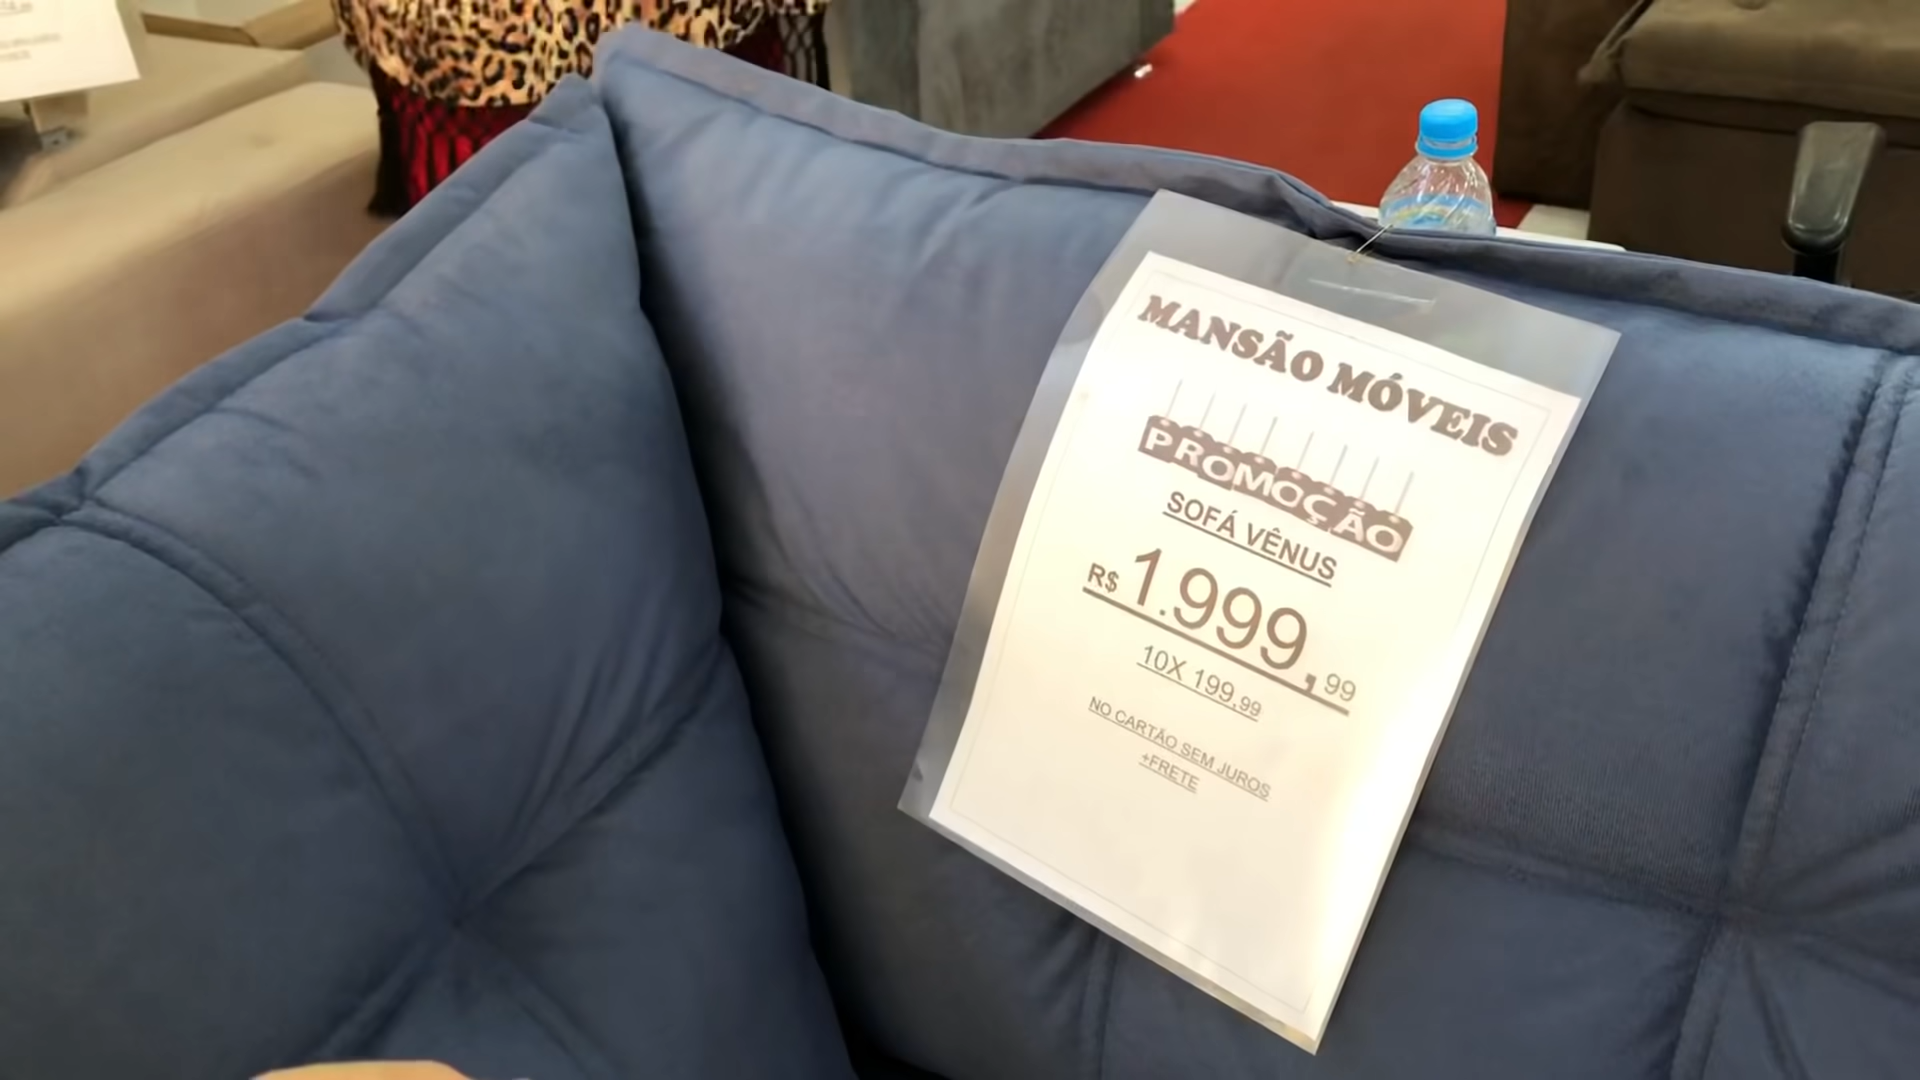 MANSÃO MÓVEIS
PROMOÇÃO
SOFÁ VÊNUS
R$ 1.999,99
10X 199,99
NO CARTÃO SEM JUROS
+FRETE